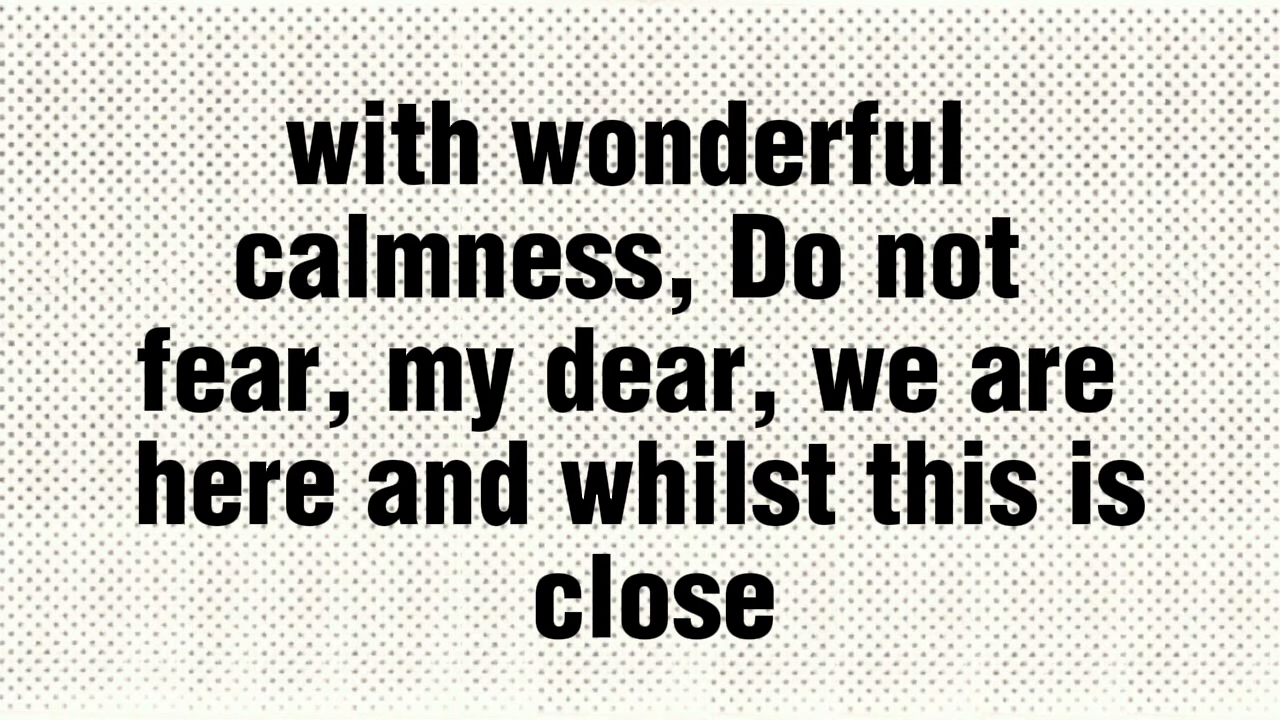 with wonderful
calmness, Do not
fear, my dear, we are
here and whilst this is
close